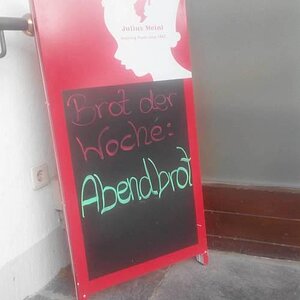 Julius Meinl
Brot der
Woche:
Abendbrot